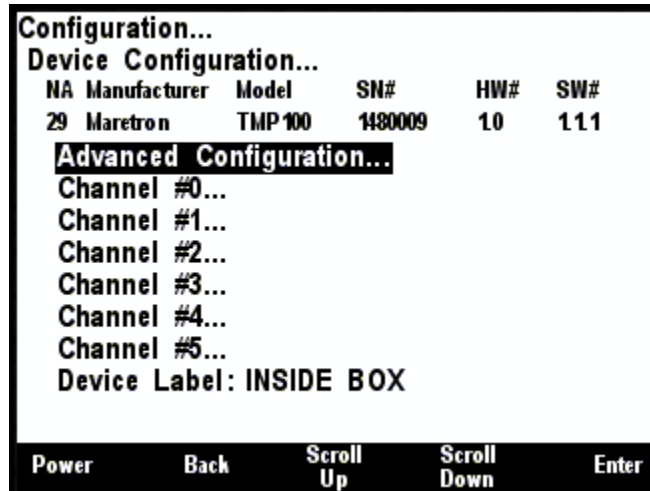 Configuration...
Device Configuration...
NA Manufacturer Model SN# HW# SW#
29 Maretron TMP100 1480009 1.0 1.1.1
Advanced Configuration...
Channel #0...
Channel #1...
Channel #2...
Channel #3...
Channel #4...
Channel #5...
Device Label: INSIDE BOX
Power Back Scroll Up Scroll Down Enter